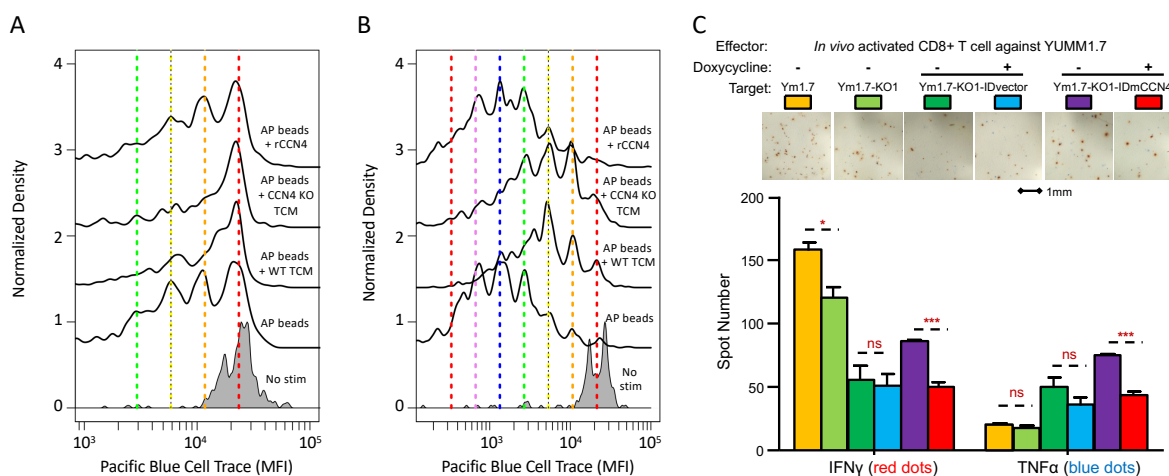 A
B
C
Normalized Density
4
3
2
1
0
AP beads
+ rCCN4
AP beads
+ CCN4 KO
TCM
AP beads
+ WT TCM
AP beads
No stim
10³
10⁴
10⁵
Pacific Blue Cell Trace (MFI)
Normalized Density
4
3
2
1
0
AP beads
+ rCCN4
AP beads
+ CCN4 KO
TCM
AP beads
+ WT TCM
AP beads
No
stim
10³
10⁴
10⁵
Pacific Blue Cell Trace (MFI)
Effector: In vivo activated CD8+ T cell against YUMM1.7
Doxycycline: - - - + - +
Target: Ym1.7 Ym1.7-KO1 Ym1.7-KO1-IDvector Ym1.7-KO1-IDmCCN4
1mm
Spot Number
200
150
100
50
0
*
ns
***
ns
ns
***
IFNγ (red dots)
TNFα (blue dots)